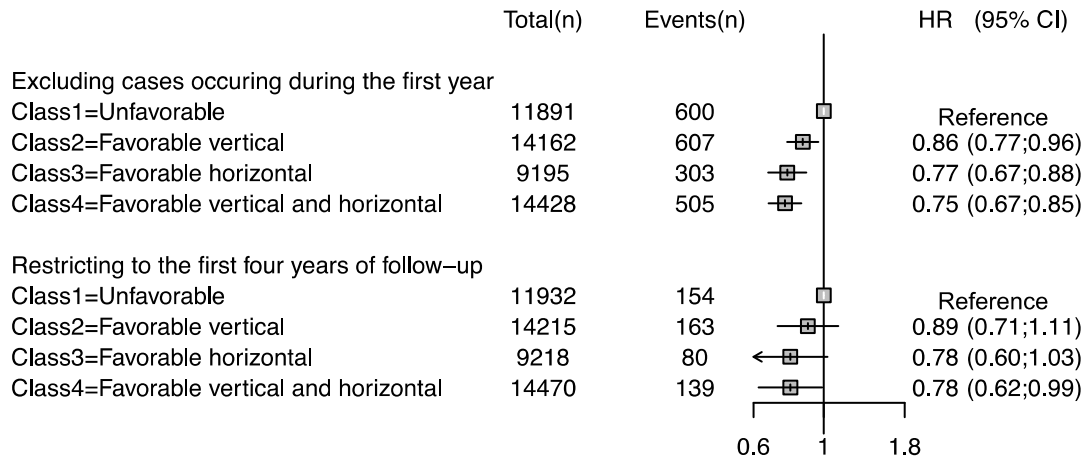 Total(n) Events(n) HR (95% CI)
Excluding cases occuring during the first year
Class1=Unfavorable 11891 600 Reference
Class2=Favorable vertical 14162 607 0.86 (0.77;0.96)
Class3=Favorable horizontal 9195 303 0.77 (0.67;0.88)
Class4=Favorable vertical and horizontal 14428 505 0.75 (0.67;0.85)
Restricting to the first four years of follow−up
Class1=Unfavorable 11932 154 Reference
Class2=Favorable vertical 14215 163 0.89 (0.71;1.11)
Class3=Favorable horizontal 9218 80 0.78 (0.60;1.03)
Class4=Favorable vertical and horizontal 14470 139 0.78 (0.62;0.99)
0.6 1 1.8